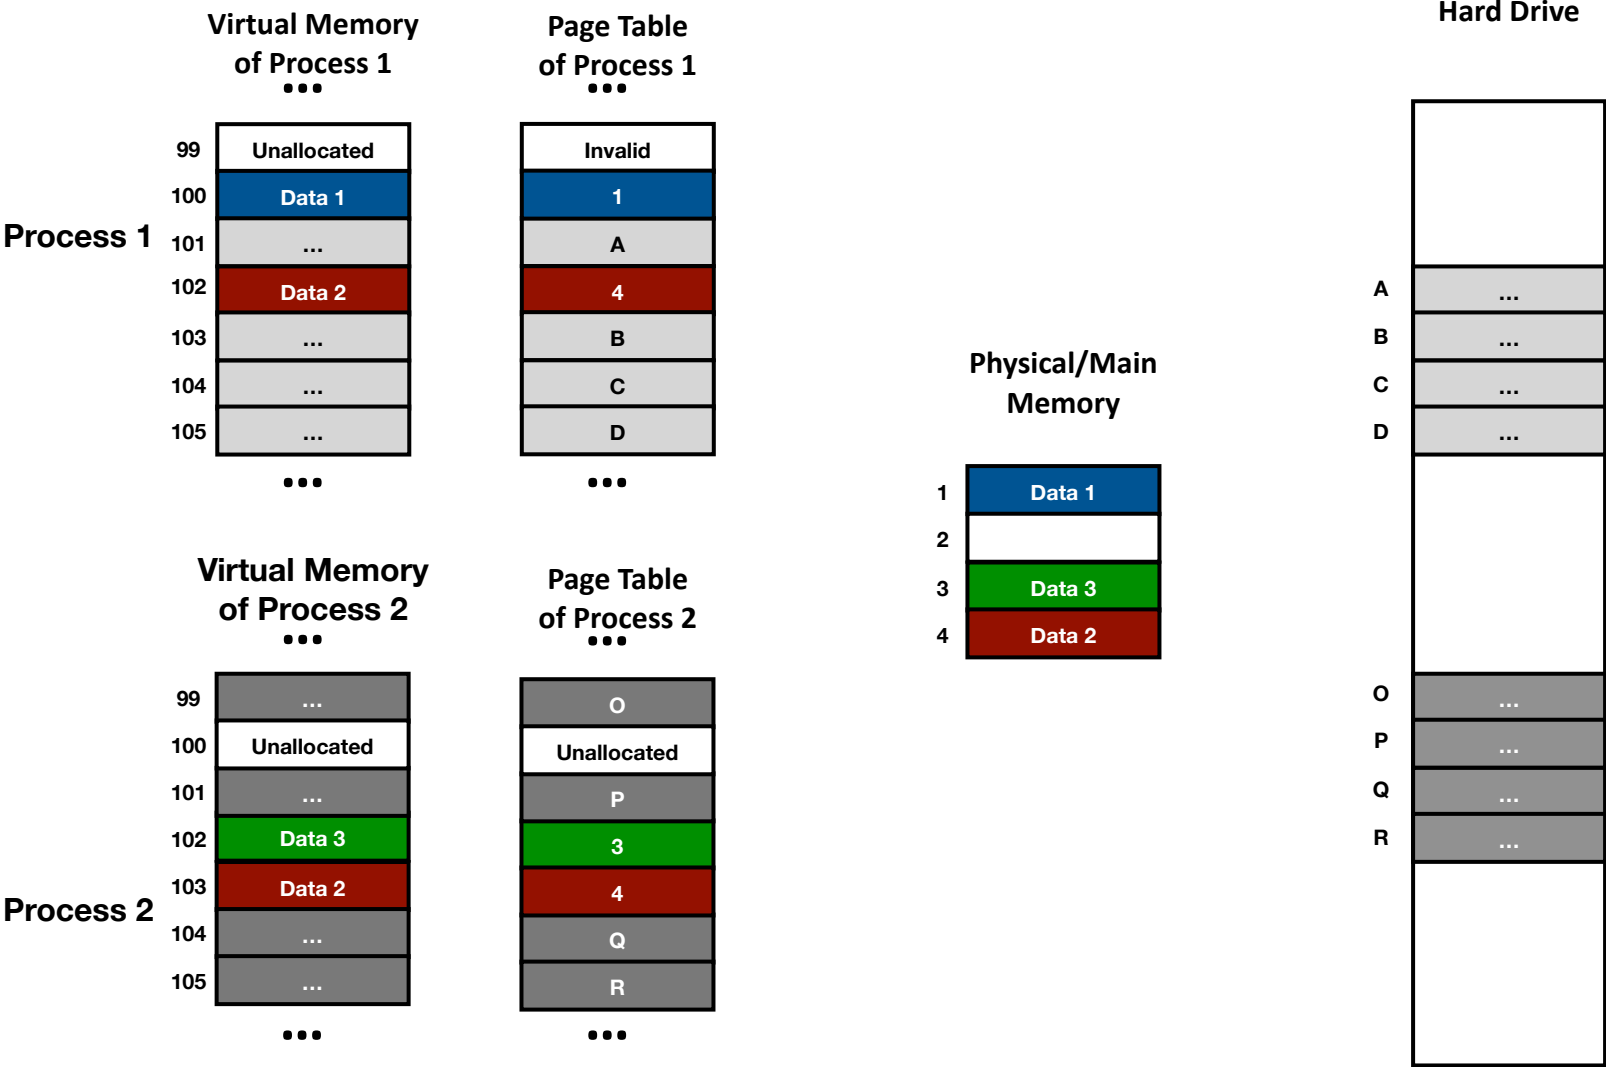 Virtual Memory
of Process 1
...
Page Table
of Process 1
...
Hard Drive
Process 1
99 Unallocated Invalid
100 Data 1 1
101 ... A
102 Data 2 4
103 ... B
104 ... C
105 ... D
... ...
Virtual Memory
of Process 2
...
Page Table
of Process 2
...
Process 2
99 ... O
100 Unallocated Unallocated
101 ... P
102 Data 3 3
103 Data 2 4
104 ... Q
105 ... R
... ...
Physical/Main
Memory
1 Data 1
2
3 Data 3
4 Data 2
A ...
B ...
C ...
D ...
O ...
P ...
Q ...
R ...